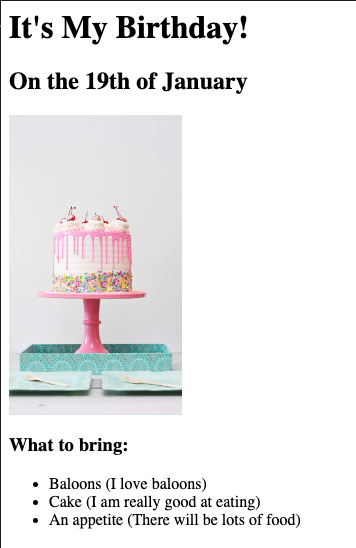 It's My Birthday!
On the 19th of January
What to bring:
Baloons (I love baloons)
Cake (I am really good at eating)
An appetite (There will be lots of food)